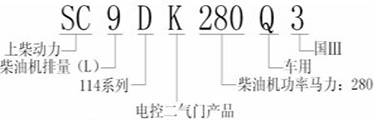 SC 9 D K 280 Q 3
上柴动力
国III
柴油机排量（L）
车用
114系列
柴油机功率马力：280
电控二气门产品